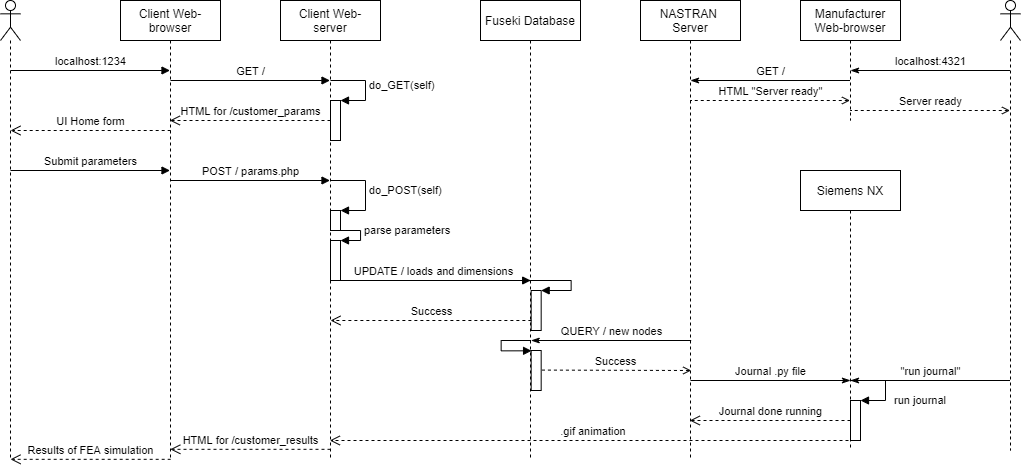 Client Web-
browser
Client Web-
server
Fuseki Database
NASTRAN
Server
Manufacturer
Web-browser
localhost:1234
localhost:4321
GET /
GET /
do_GET(self)
HTML "Server ready"
Server ready
HTML for /customer_params
UI Home form
Submit parameters
POST / params.php
do_POST(self)
Siemens NX
parse parameters
UPDATE / loads and dimensions
Success
QUERY / new nodes
Success
Journal .py file
"run journal"
run journal
Journal done running
.gif animation
HTML for /customer_results
Results of FEA simulation